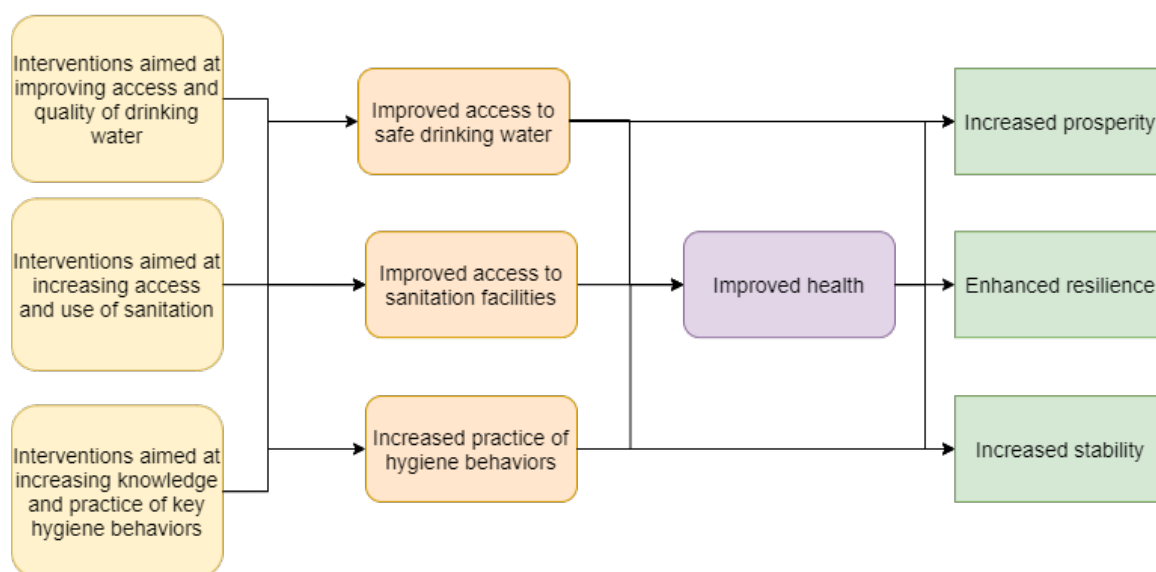 Interventions aimed at
improving access and
quality of drinking
water
Interventions aimed at
increasing access
and use of sanitation
Interventions aimed at
increasing knowledge
and practice of key
hygiene behaviors
Improved access to
safe drinking water
Improved access to
sanitation facilities
Increased practice of
hygiene behaviors
Improved health
Increased prosperity
Enhanced resilience
Increased stability